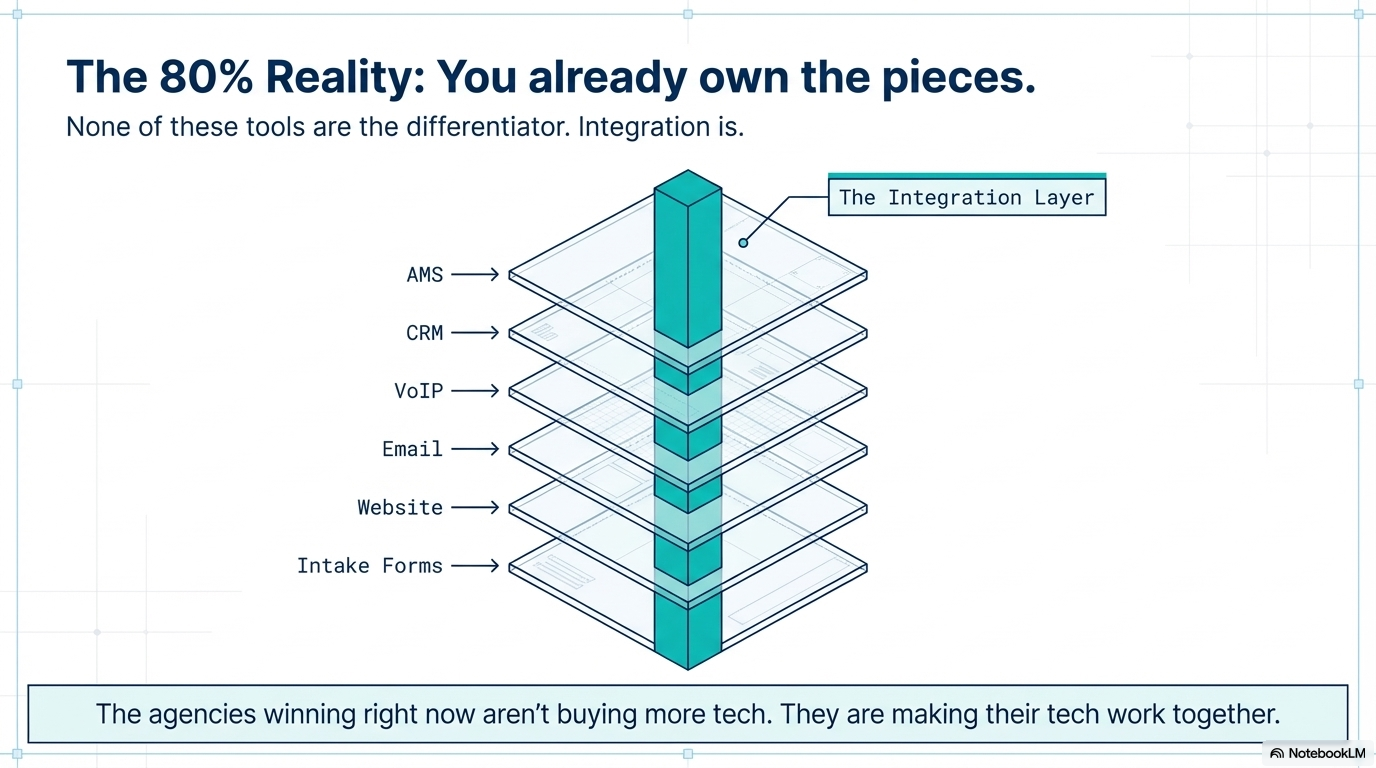 The 80% Reality: You already own the pieces.
None of these tools are the differentiator. Integration is.
The Integration Layer
AMS
CRM
VoIP
Email
Website
Intake Forms
The agencies winning right now aren’t buying more tech. They are making their tech work together.
NotebookLM